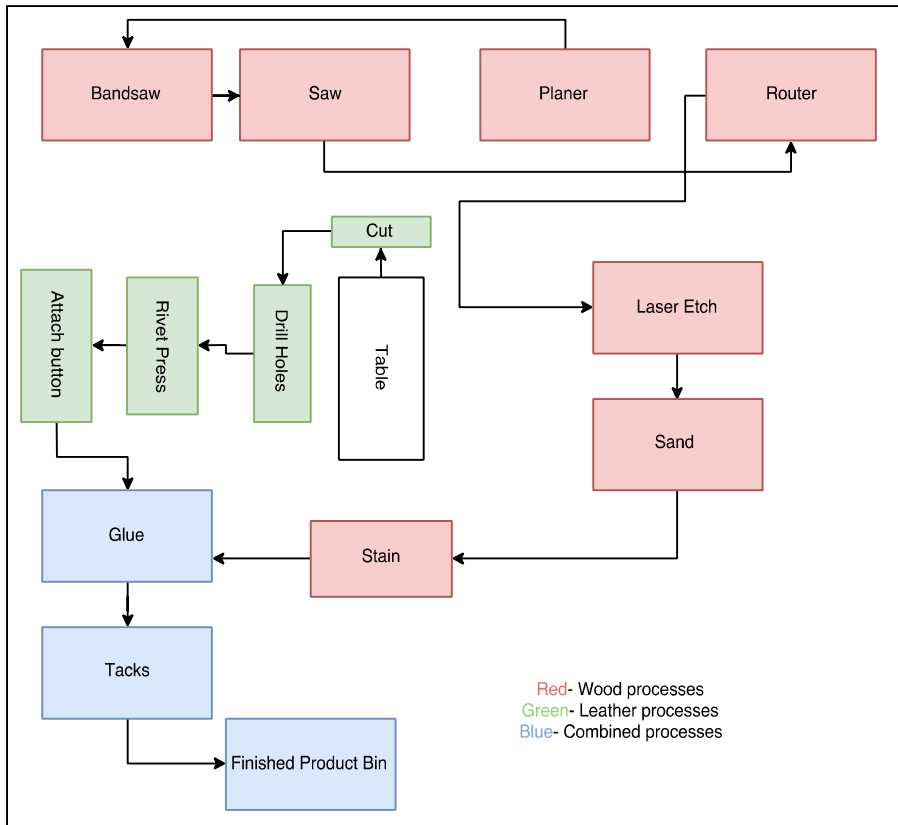 Bandsaw
Saw
Planer
Router
Cut
Attach button
Rivet Press
Drill Holes
Table
Laser Etch
Sand
Glue
Stain
Tacks
Red- Wood processes
Green- Leather processes
Blue- Combined processes
Finished Product Bin